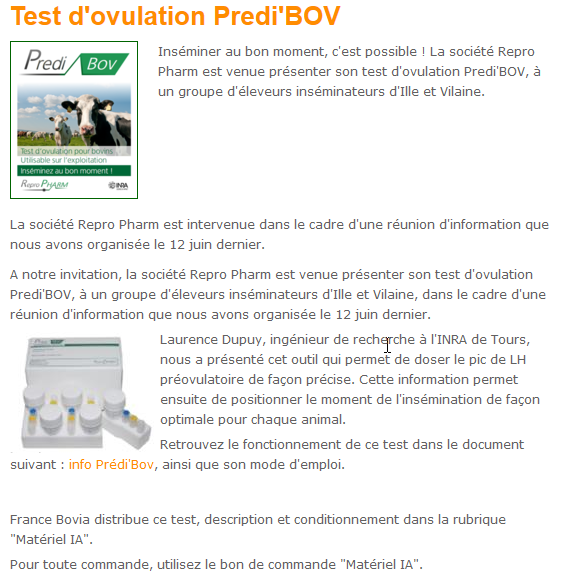 Test d'ovulation Predi'BOV
Predi BOV
Test d'ovulation pour bovins
Utilisable sur l'exploitation
Inséminez au bon moment !
REPRO PHARM
INRA
Inséminer au bon moment, c'est possible ! La société Repro
Pharm est venue présenter son test d'ovulation Predi'BOV, à
un groupe d'éleveurs inséminateurs d'Ille et Vilaine.
La société Repro Pharm est intervenue dans le cadre d'une réunion d'information que
nous avons organisée le 12 juin dernier.
A notre invitation, la société Repro Pharm est venue présenter son test d'ovulation
Predi'BOV, à un groupe d'éleveurs inséminateurs d'Ille et Vilaine, dans le cadre d'une
réunion d'information que nous avons organisée le 12 juin dernier.
Laurence Dupuy, ingénieur de recherche à l'INRA de Tours,
nous a présenté cet outil qui permet de doser le pic de LH
préovulatoire de façon précise. Cette information permet
ensuite de positionner le moment de l'insémination de façon
optimale pour chaque animal.
Retrouvez le fonctionnement de ce test dans le document
suivant : info Prédi'Bov, ainsi que son mode d'emploi.
France Bovia distribue ce test, description et conditionnement dans la rubrique
"Matériel IA".
Pour toute commande, utilisez le bon de commande "Matériel IA".